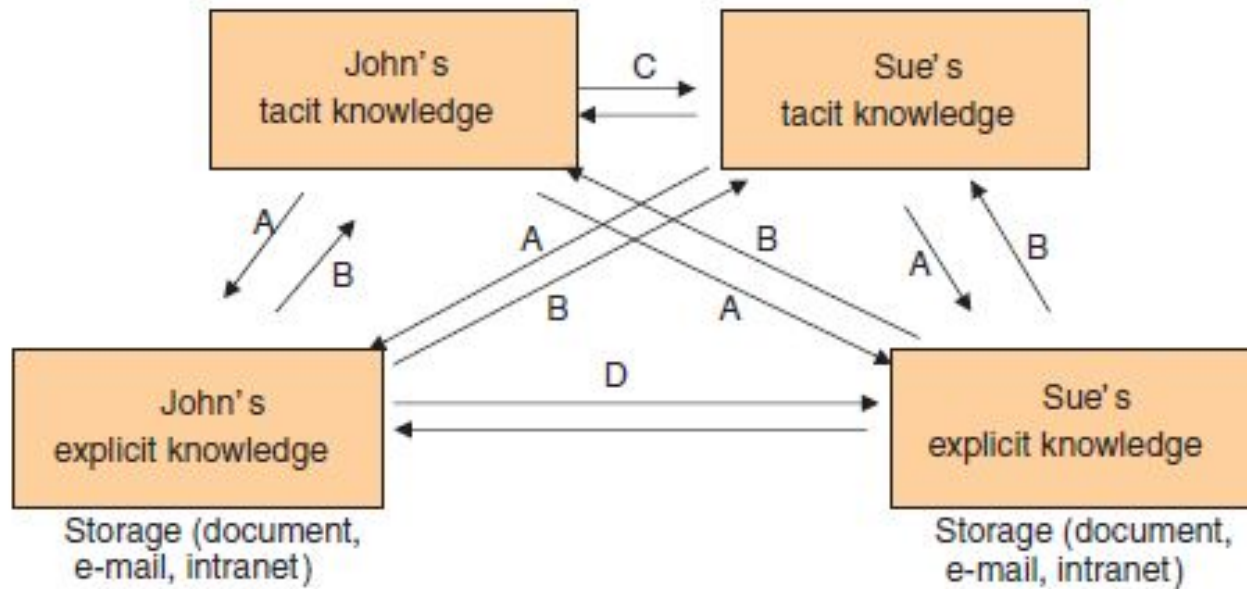 John's
tacit knowledge
C
Sue's
tacit knowledge
A
B
A
B
B
A
A
B
John's
explicit knowledge
D
Sue's
explicit knowledge
Storage (document,
e-mail, intranet)
Storage (document,
e-mail, intranet)